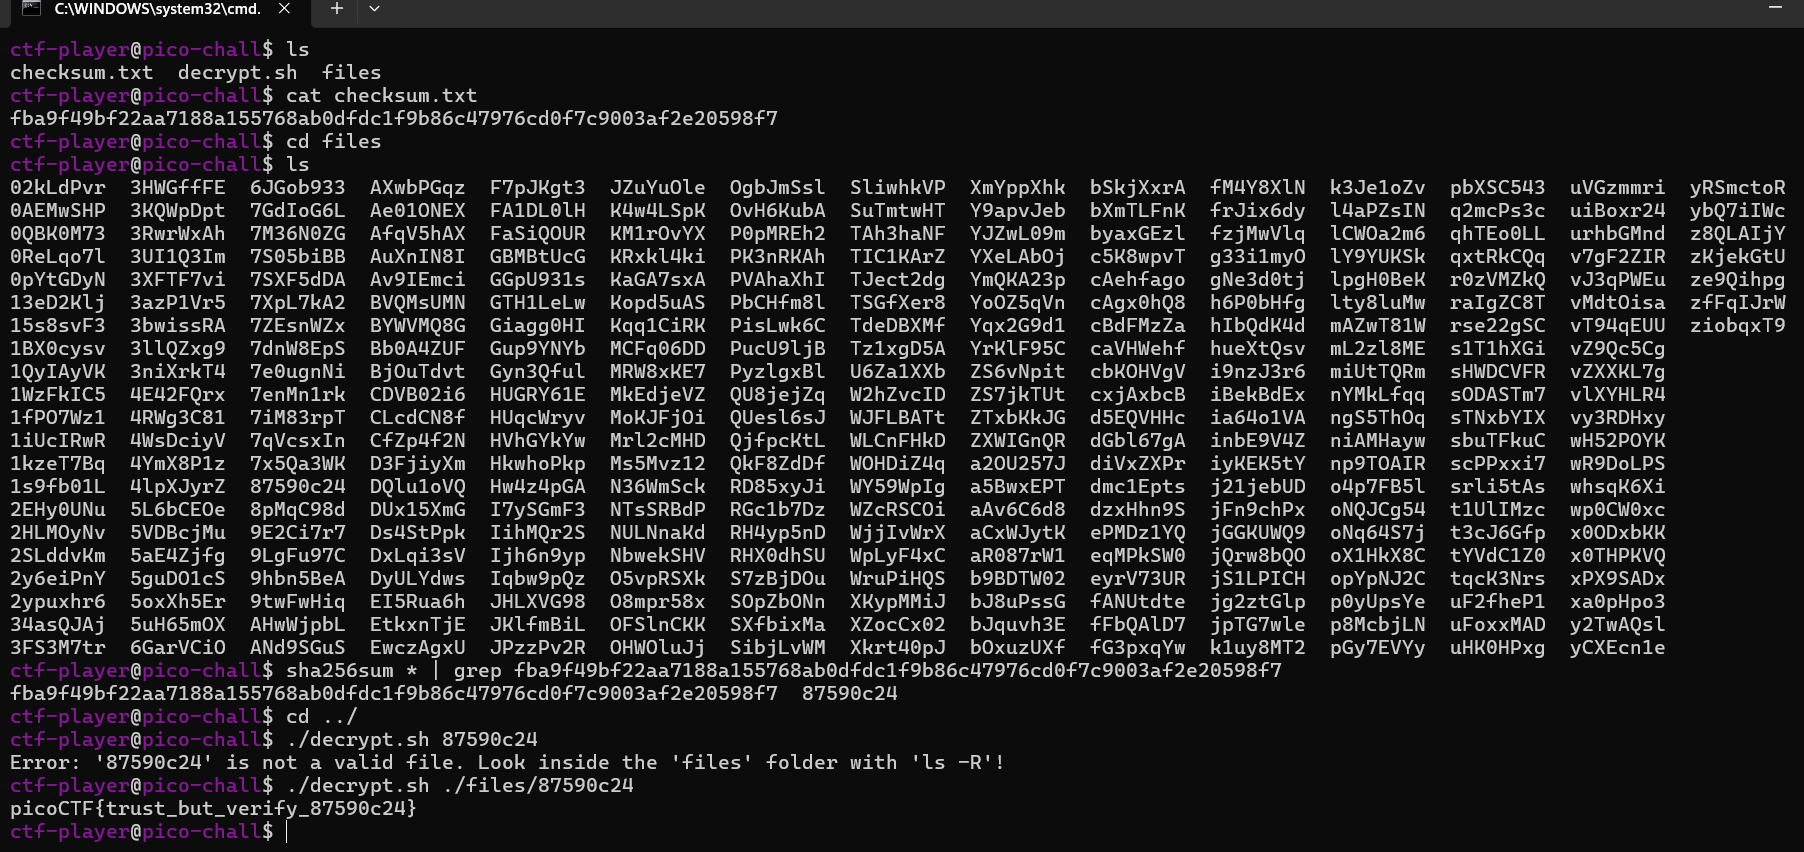 C:\WINDOWS\system32\cmd.
ctf-player@pico-chall$ ls
checksum.txt  decrypt.sh  files
ctf-player@pico-chall$ cat checksum.txt
fba9f49bf22aa7188a155768ab0dfdc1f9b86c47976cd0f7c9003af2e20598f7
ctf-player@pico-chall$ cd files
ctf-player@pico-chall$ ls
02kLdPvr  3HWGffFE  6JGob933  AXwbPGqz  F7pJKgt3  JZuYuOle  OgbJmSsl  SliwhkVP  XmYppXhk  bSkjXxrA  fM4Y8XlN  k3Je1oZv  pbXSC543  uVGzmmri  yRSmctoR
0AEMwSHP  3KQWpDpt  7GdIoG6L  Ae01ONEX  FA1DL0lH  K4w4LSpK  OvH6KubA  SuTmtwHT  Y9apvJeb  bXmTLFnK  frJix6dy  l4aPZsIN  q2mcPs3c  uiBoxr24  ybQ7iIWc
0QBK0M73  3RwrWxAh  7M36N0ZG  AfqV5hAX  FaSiQOUR  KM1rOvYX  P0pMREh2  TAh3haNF  YJZwL09m  byaxGEzl  fzjMwVlq  lCWOa2m6  qhTEo0LL  urhbGMnd  z8QLAIjY
0ReLqo7l  3UI1Q3Im  7S05biBB  AuXnIN8I  GBMBtUcG  KRxkl4ki  PK3nRKAh  TIC1KArZ  YXeLAbOj  c5K8wpvT  g33i1myO  lY9YUKSk  qxtRkCQq  v7gF2ZIR  zKjekGtU
0pYtGDyN  3XFTF7vi  7SXF5dDA  Av9IEmci  GGpU931s  KaGA7sxA  PVAhaXhI  TJect2dg  YmQKA23p  cAehfago  gNe3d0tj  lpgH0BeK  r0zVMZkQ  vJ3qPWEu  ze9Qihpg
13eD2Klj  3azP1Vr5  7XpL7kA2  BVQMsUMN  GTH1LeLw  Kopd5uAS  PbCHfm8l  TSGfXer8  YoOZ5qVn  cAgx0hQ8  h6P0bHfg  lty8luMw  raIgZC8T  vMdtOisa  zfFqIJrW
15s8svF3  3bwissRA  7ZEsnWZx  BYWVMQ8G  Giagg0HI  Kqq1CiRK  PisLwk6C  TdeDBXMf  Yqx2G9d1  cBdFMzZa  hIbQdK4d  mAZwT81W  rse22gSC  vT94qEUU  ziobqxT9
1BX0cysv  3llQZxg9  7dnW8EpS  Bb0A4ZUF  Gup9YNYb  MCFq06DD  PucU9ljB  Tz1xgD5A  YrKlF95C  caVHWehf  hueXtQsv  mL2zl8ME  s1T1hXGi  vZ9Qc5Cg
1QyIAyVK  3niXrkT4  7e0ugnNi  BjOuTdvt  Gyn3Qful  MRW8xKE7  PyzlgxBl  U6Za1XXb  ZS6vNpit  cbKOHVgV  i9nzJ3r6  miUtTQRm  sHWDCVFR  vZXXKL7g
1WzFkIC5  4E42FQrx  7enMn1rk  CDVB02i6  HUGRY61E  MkEdjeVZ  QU8jejZq  W2hZvcID  ZS7jkTUt  cxjAxbcB  iBekBdEx  nYMkLfqq  sODASTm7  vlXYHLR4
1fPO7Wz1  4RWg3C81  7iM83rpT  CLcdCN8f  HUqcWryv  MoKJFjOi  QUesl6sJ  WJFLBATt  ZTxbKkJG  d5EQVHHc  ia64o1VA  ngS5ThOq  sTNxbYIX  vy3RDHxy
1iUcIRwR  4WsDciyV  7qVcsxIn  CfZp4f2N  HVhGYkYw  Mrl2cMHD  QjfpcKtL  WLCnFHkD  ZXWIGnQR  dGbl67gA  inbE9V4Z  niAMHayw  sbuTFkuC  wH52POYK
1kzeT7Bq  4YmX8P1z  7x5Qa3WK  D3FjiyXm  HkwhoPkp  Ms5Mvz12  QkF8ZdDf  WOHDiZ4q  a2OU257J  diVxZXPr  iyKEK5tY  np9TOAIR  scPPxxi7  wR9DoLPS
1s9fb01L  4lpXJyrZ  87590c24  DQlu1oVQ  Hw4z4pGA  N36WmSck  RD85xyJi  WY59WpIg  a5BwxEPT  dmc1Epts  j21jebUD  o4p7FB5l  srli5tAs  whsqK6Xi
2EHy0UNu  5L6bCEOe  8pMqC98d  DUx15XmG  I7ySGmF3  NTsSRBdP  RGc1b7Dz  WZcRSCOi  aAv6C6d8  dzxHhn9S  jFn9chPx  oNQJCg54  t1UlIMzc  wp0CW0xc
2HLMOyNv  5VDBcjMu  9E2Ci7r7  Ds4StPpk  IihMQr2S  NULNnaKd  RH4yp5nD  WjjIvWrX  aCxWJytK  ePMDz1YQ  jGGKUWQ9  oNq64S7j  t3cJ6Gfp  x0ODxbKK
2SLddvKm  5aE4Zjfg  9LgFu97C  DxLqi3sV  Ijh6n9yp  NbwekSHV  RHX0dhSU  WpLyF4xC  aR087rW1  eqMPkSW0  jQrw8bQO  oX1HkX8C  tYVdC1Z0  x0THPKVQ
2y6eiPnY  5guDO1cS  9hbn5BeA  DyULYdws  Iqbw9pQz  O5vpRSXk  S7zBjDOu  WruPiHQS  b9BDTW02  eyrV73UR  jS1LPICH  opYpNJ2C  tqcK3Nrs  xPX9SADx
2ypuxhr6  5oxXh5Er  9twFwHiq  EI5Rua6h  JHLXVG98  O8mpr58x  SOpZbONn  XKypMMiJ  bJ8uPssG  fANUtdte  jg2ztGlp  p0yUpsYe  uF2fheP1  xa0pHpo3
34asQJAj  5uH65mOX  AHwWjpbL  EtkxnTjE  JKlfmBiL  OFSlnCKK  SXfbixMa  XZocCx02  bJquvh3E  fFbQAlD7  jpTG7wle  p8McbjLN  uFoxxMAD  y2TwAQsl
3FS3M7tr  6GarVCiO  ANd9SGuS  EwczAgxU  JPzzPv2R  OHWOluJj  SibjLvWM  Xkrt40pJ  bOxuzUXf  fG3pxqYw  k1uy8MT2  pGy7EVYy  uHK0HPxg  yCXEcn1e
ctf-player@pico-chall$ sha256sum * | grep fba9f49bf22aa7188a155768ab0dfdc1f9b86c47976cd0f7c9003af2e20598f7
fba9f49bf22aa7188a155768ab0dfdc1f9b86c47976cd0f7c9003af2e20598f7  87590c24
ctf-player@pico-chall$ cd ../
ctf-player@pico-chall$ ./decrypt.sh 87590c24
Error: '87590c24' is not a valid file. Look inside the 'files' folder with 'ls -R'!
ctf-player@pico-chall$ ./decrypt.sh ./files/87590c24
picoCTF{trust_but_verify_87590c24}
ctf-player@pico-chall$